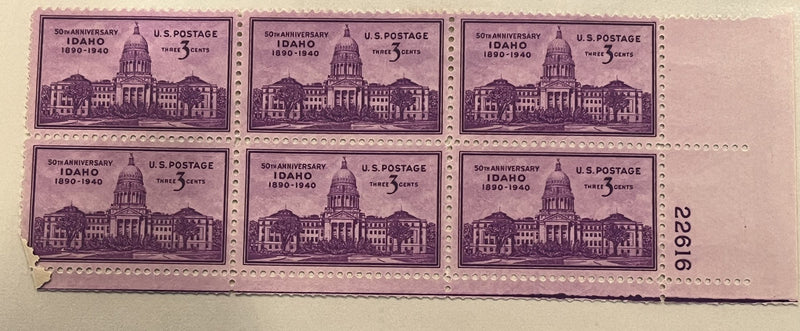 50TH ANNIVERSARY
IDAHO
1890-1940
U.S. POSTAGE
THREE 3 CENTS
50TH ANNIVERSARY
IDAHO
1890-1940
U.S. POSTAGE
THREE 3 CENTS
50TH ANNIVERSARY
IDAHO
1890-1940
U.S. POSTAGE
THREE 3 CENTS
50TH ANNIVERSARY
IDAHO
1890-1940
U.S. POSTAGE
THREE 3 CENTS
50TH ANNIVERSARY
IDAHO
1890-1940
U.S. POSTAGE
THREE 3 CENTS
50TH ANNIVERSARY
IDAHO
1890-1940
U.S. POSTAGE
THREE 3 CENTS
22616